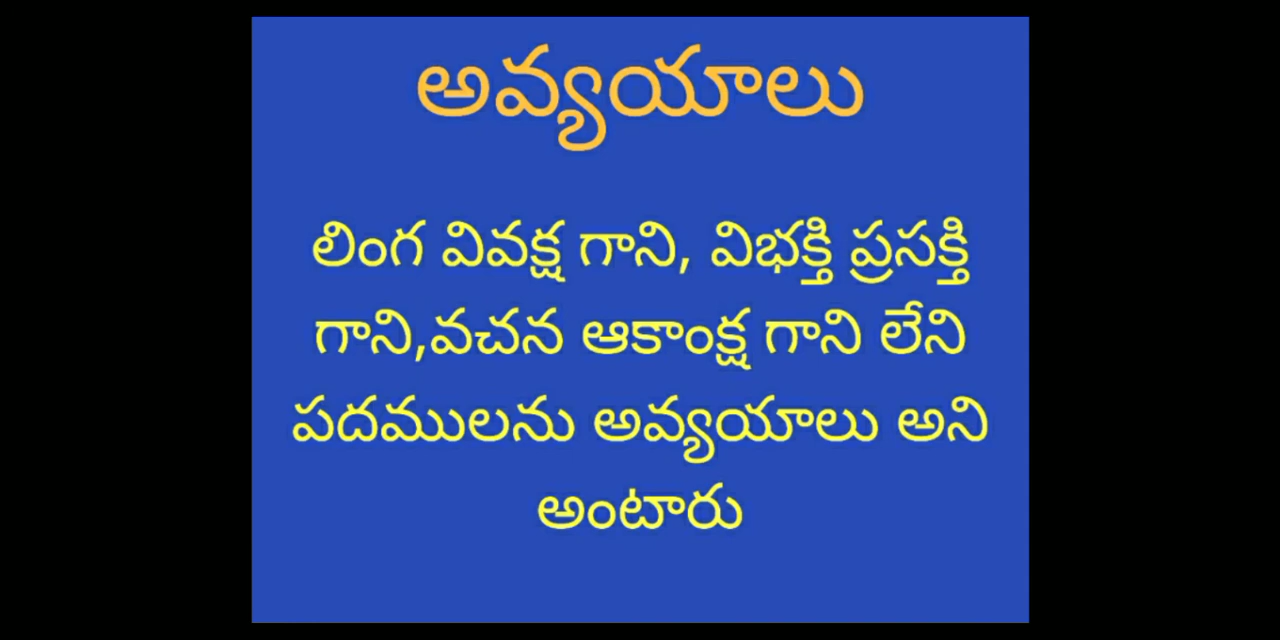 అవ్యయాలు
లింగ వివక్ష గాని, విభక్తి ప్రసక్తి
గాని,వచన ఆకాంక్ష గాని లేని
పదములను అవ్యయాలు అని
అంటారు